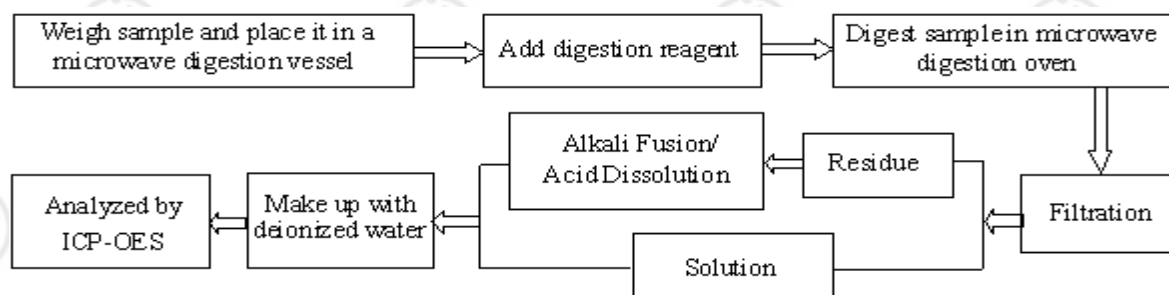 Weigh sample and place it in a
microwave digestion vessel
Add digestion reagent
Digest sample in microwave
digestion oven
Alkali Fusion/
Acid Dissolution
Residue
Filtration
Analyzed by
ICP-OES
Make up with
deionized water
Solution